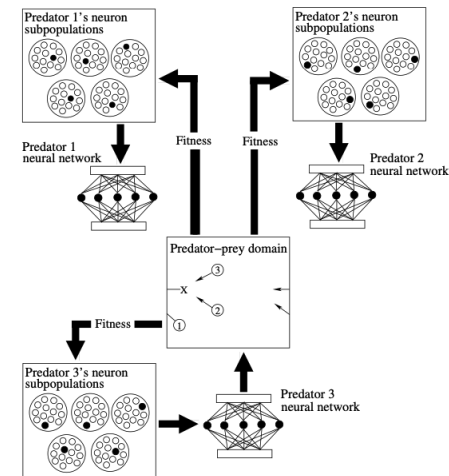 Predator 1's neuron
subpopulations
Predator 2's neuron
subpopulations
Fitness
Fitness
Predator 1
neural network
Predator 2
neural network
Predator–prey domain
3
X
2
1
Fitness
Predator 3's neuron
subpopulations
Predator 3
neural network